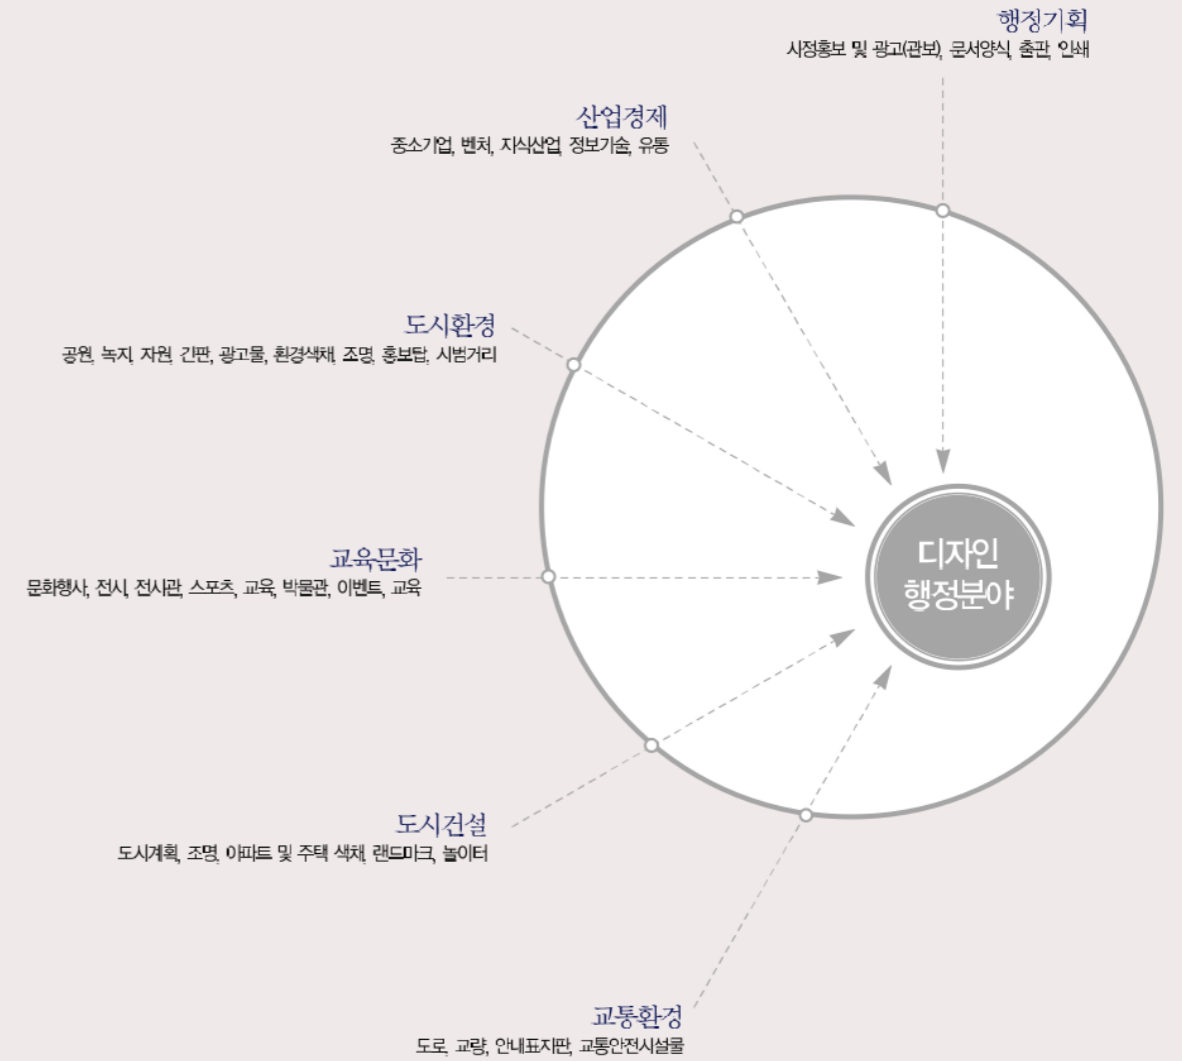 행정기획
시정홍보 및 광고(관보), 문서양식, 출판, 인쇄
산업경제
중소기업, 벤처, 지식산업, 정보기술, 유통
도시환경
공원, 녹지, 자원, 간판, 광고물, 환경색채, 조명, 홍보탑, 시범거리
교육문화
문화행사, 전시, 전시관, 스포츠, 교육, 박물관, 이벤트, 교육
디자인
행정분야
도시건설
도시계획, 조명, 아파트 및 주택 색채, 랜드마크, 놀이터
교통환경
도로, 교량, 안내표지판, 교통안전시설물